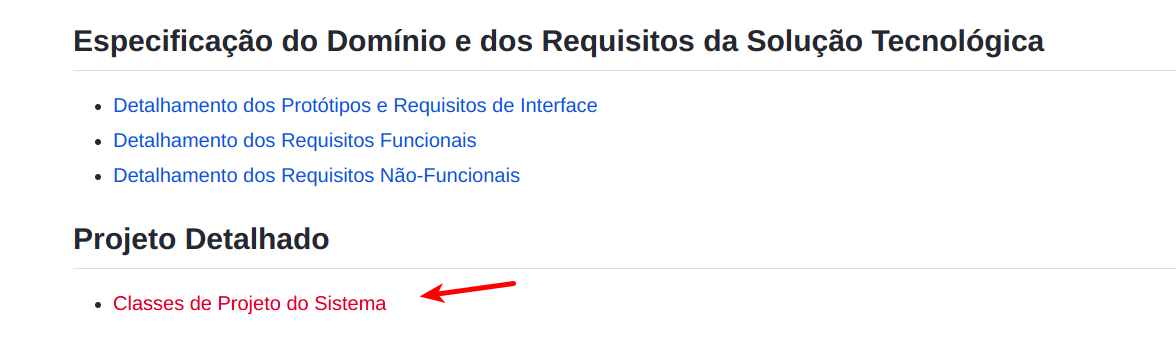 Especificação do Domínio e dos Requisitos da Solução Tecnológica
Detalhamento dos Protótipos e Requisitos de Interface
Detalhamento dos Requisitos Funcionais
Detalhamento dos Requisitos Não-Funcionais
Projeto Detalhado
Classes de Projeto do Sistema